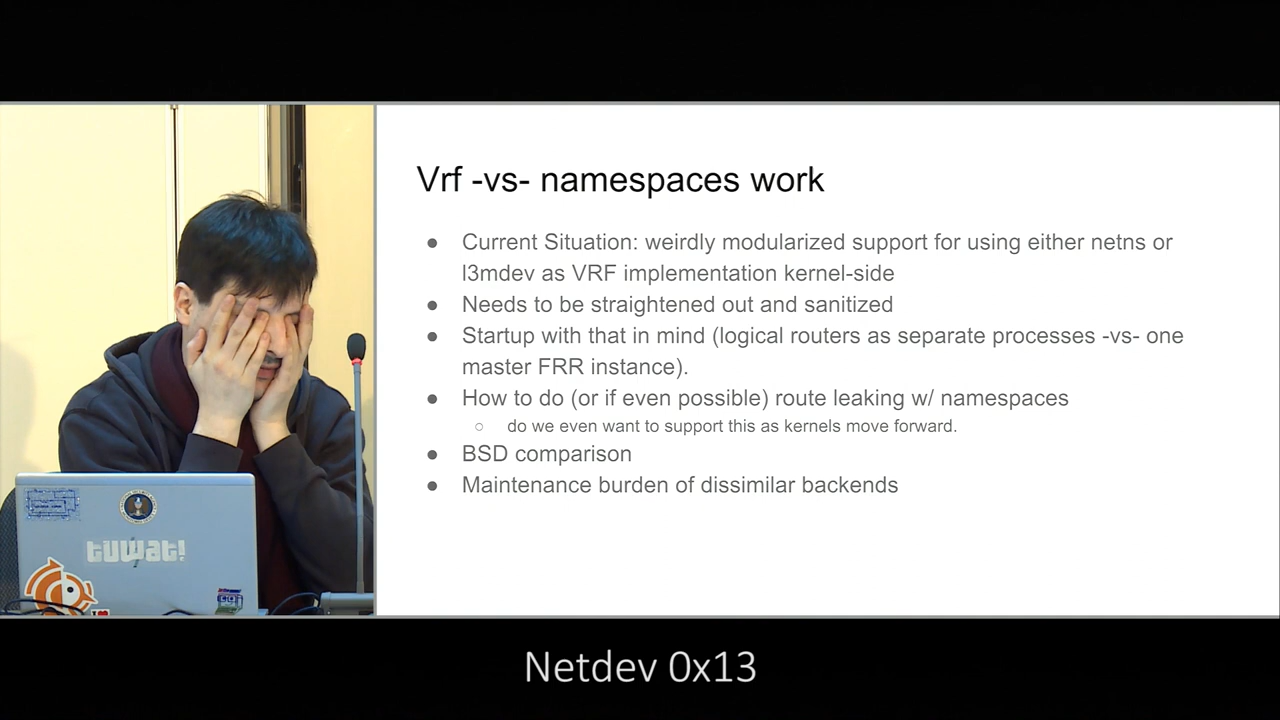 Vrf -vs- namespaces work
● Current Situation: weirdly modularized support for using either netns or
l3mdev as VRF implementation kernel-side
● Needs to be straightened out and sanitized
● Startup with that in mind (logical routers as separate processes -vs- one
master FRR instance).
● How to do (or if even possible) route leaking w/ namespaces
○ do we even want to support this as kernels move forward.
● BSD comparison
● Maintenance burden of dissimilar backends
tuwat!
Netdev 0x13